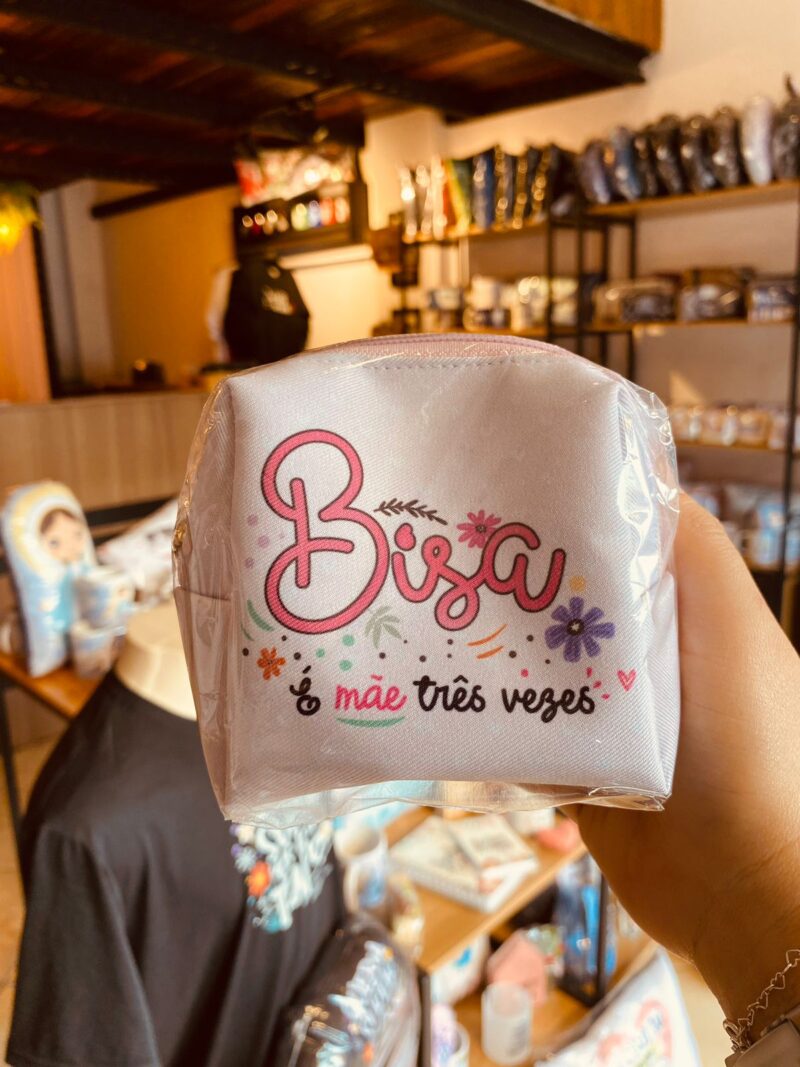 Bisa
é mãe três vezes